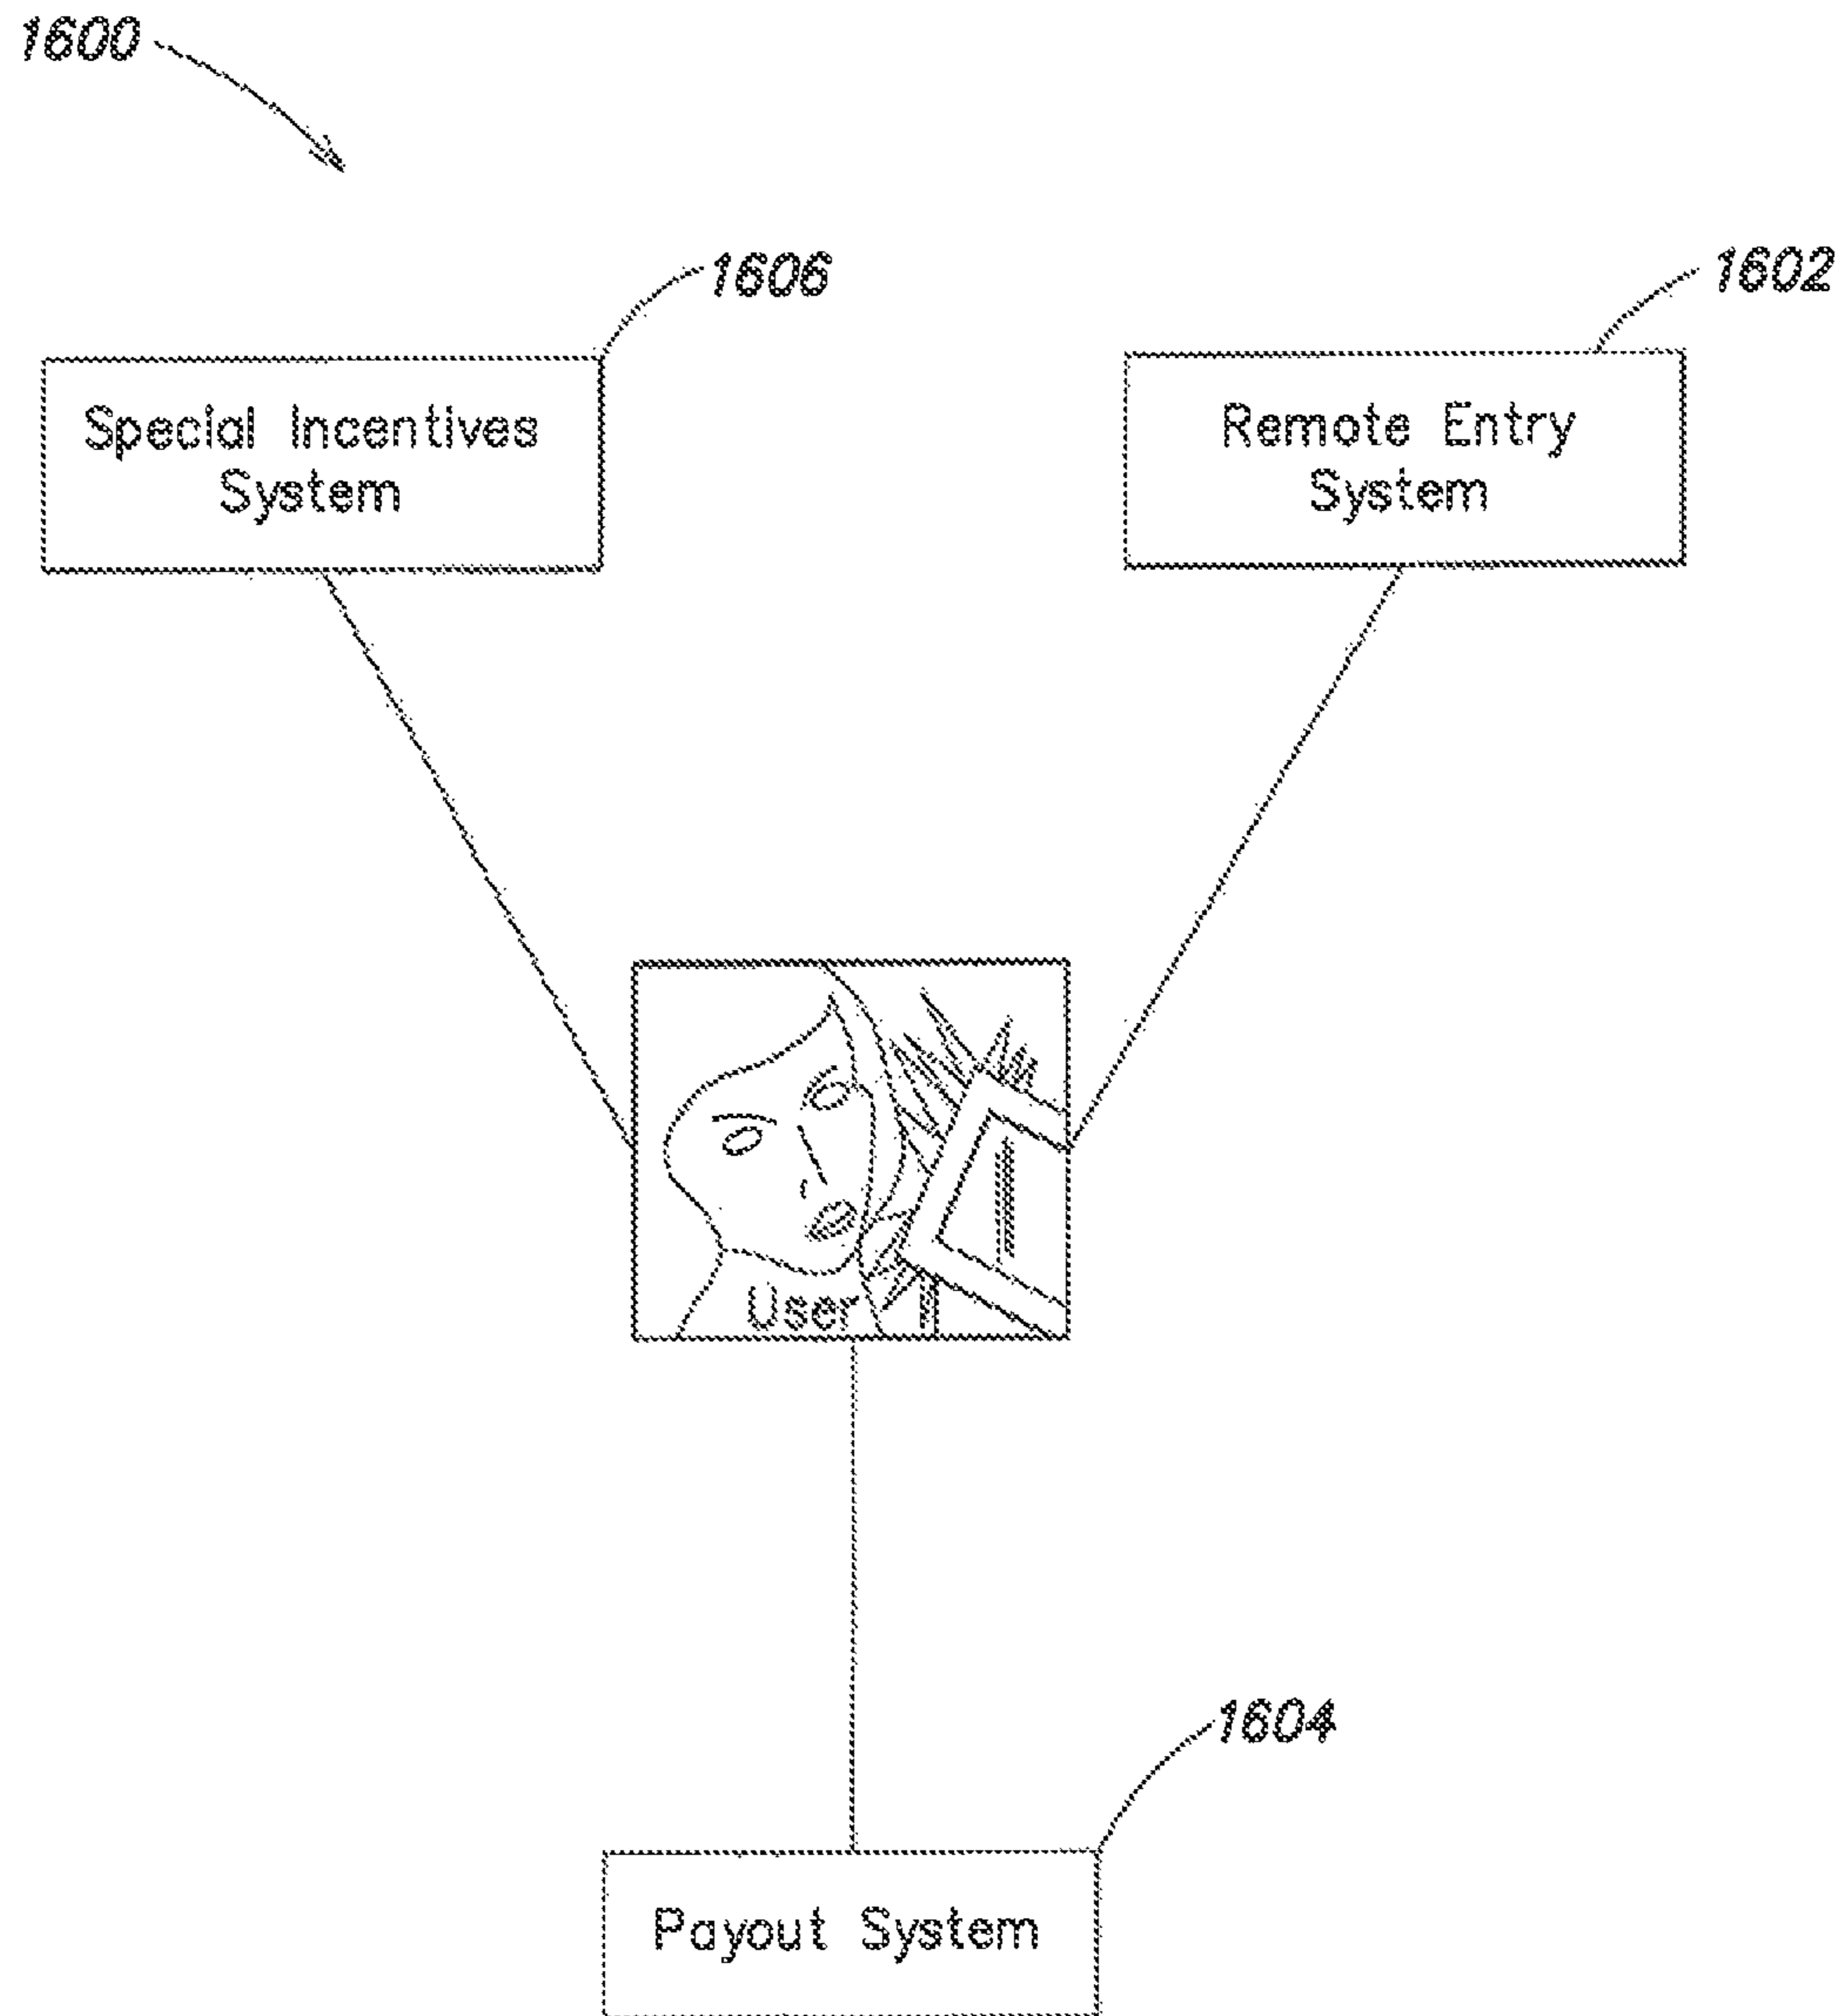 1600
1606
1602
Special Incentives
System
Remote Entry
System
User
1604
Payout System